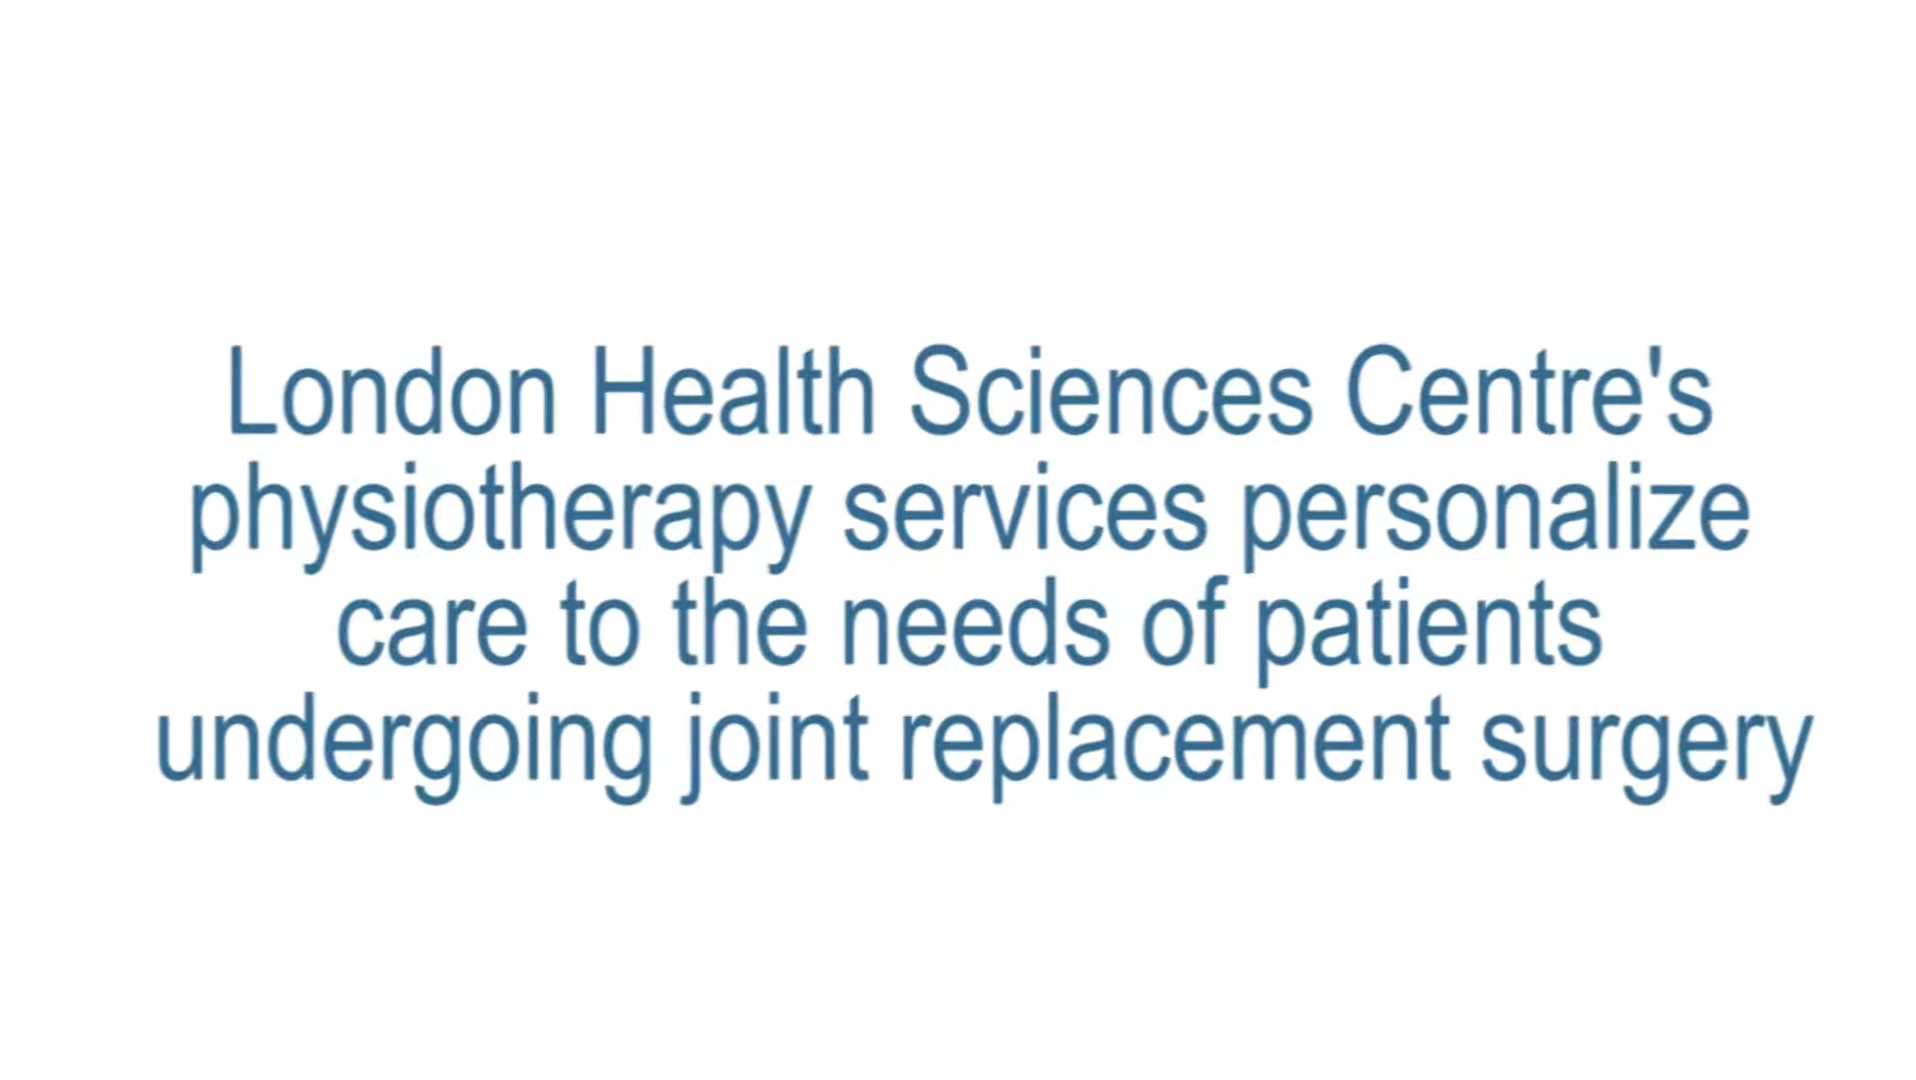 London Health Sciences Centre's
physiotherapy services personalize
care to the needs of patients
undergoing joint replacement surgery